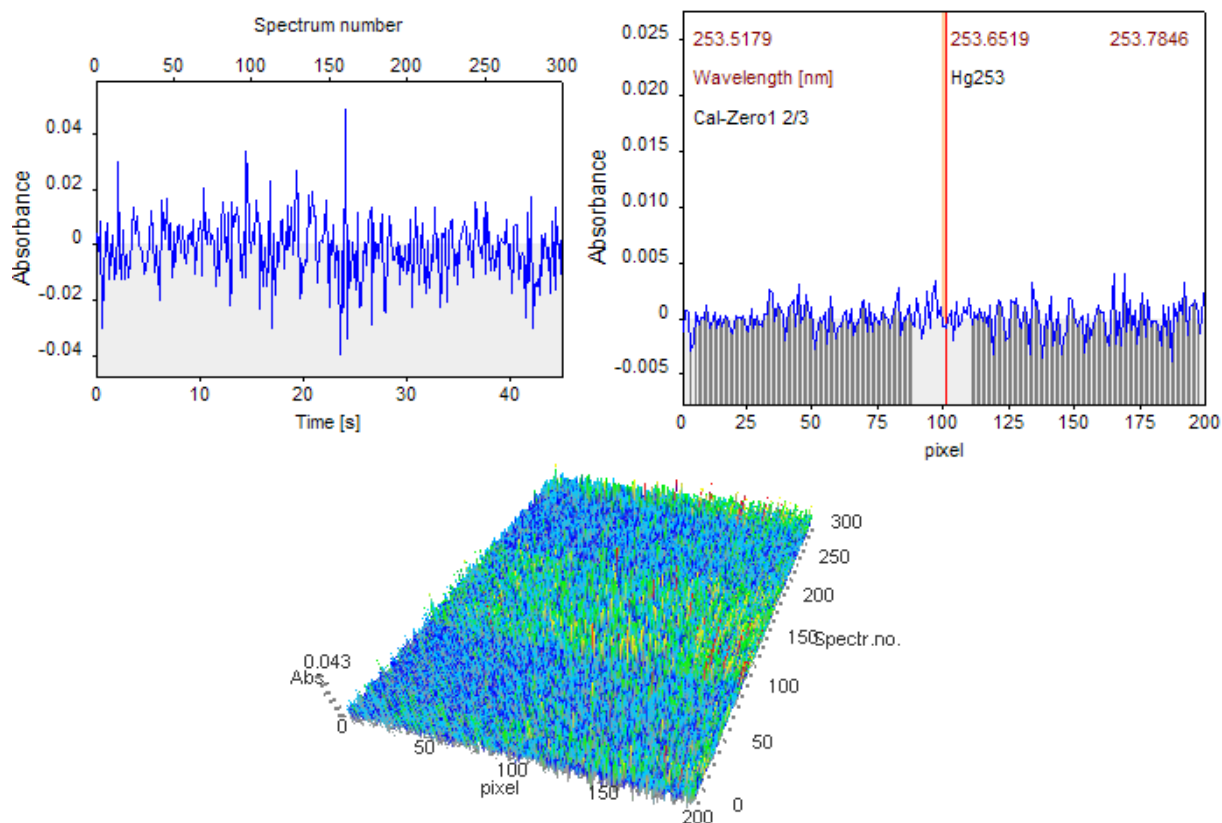 Spectrum number
0 50 100 150 200 250 300
Absorbance
0.04
0.02
0
-0.02
-0.04
0 10 20 30 40
Time [s]
253.5179 253.6519 253.7846
Wavelength [nm] Hg253
Cal-Zero1 2/3
Absorbance
0.025
0.020
0.015
0.010
0.005
0
-0.005
0 25 50 75 100 125 150 175 200
pixel
300
250
200
150 Spectr.no.
100
50
0
0.043
Abs
0
50
100
150
200
pixel